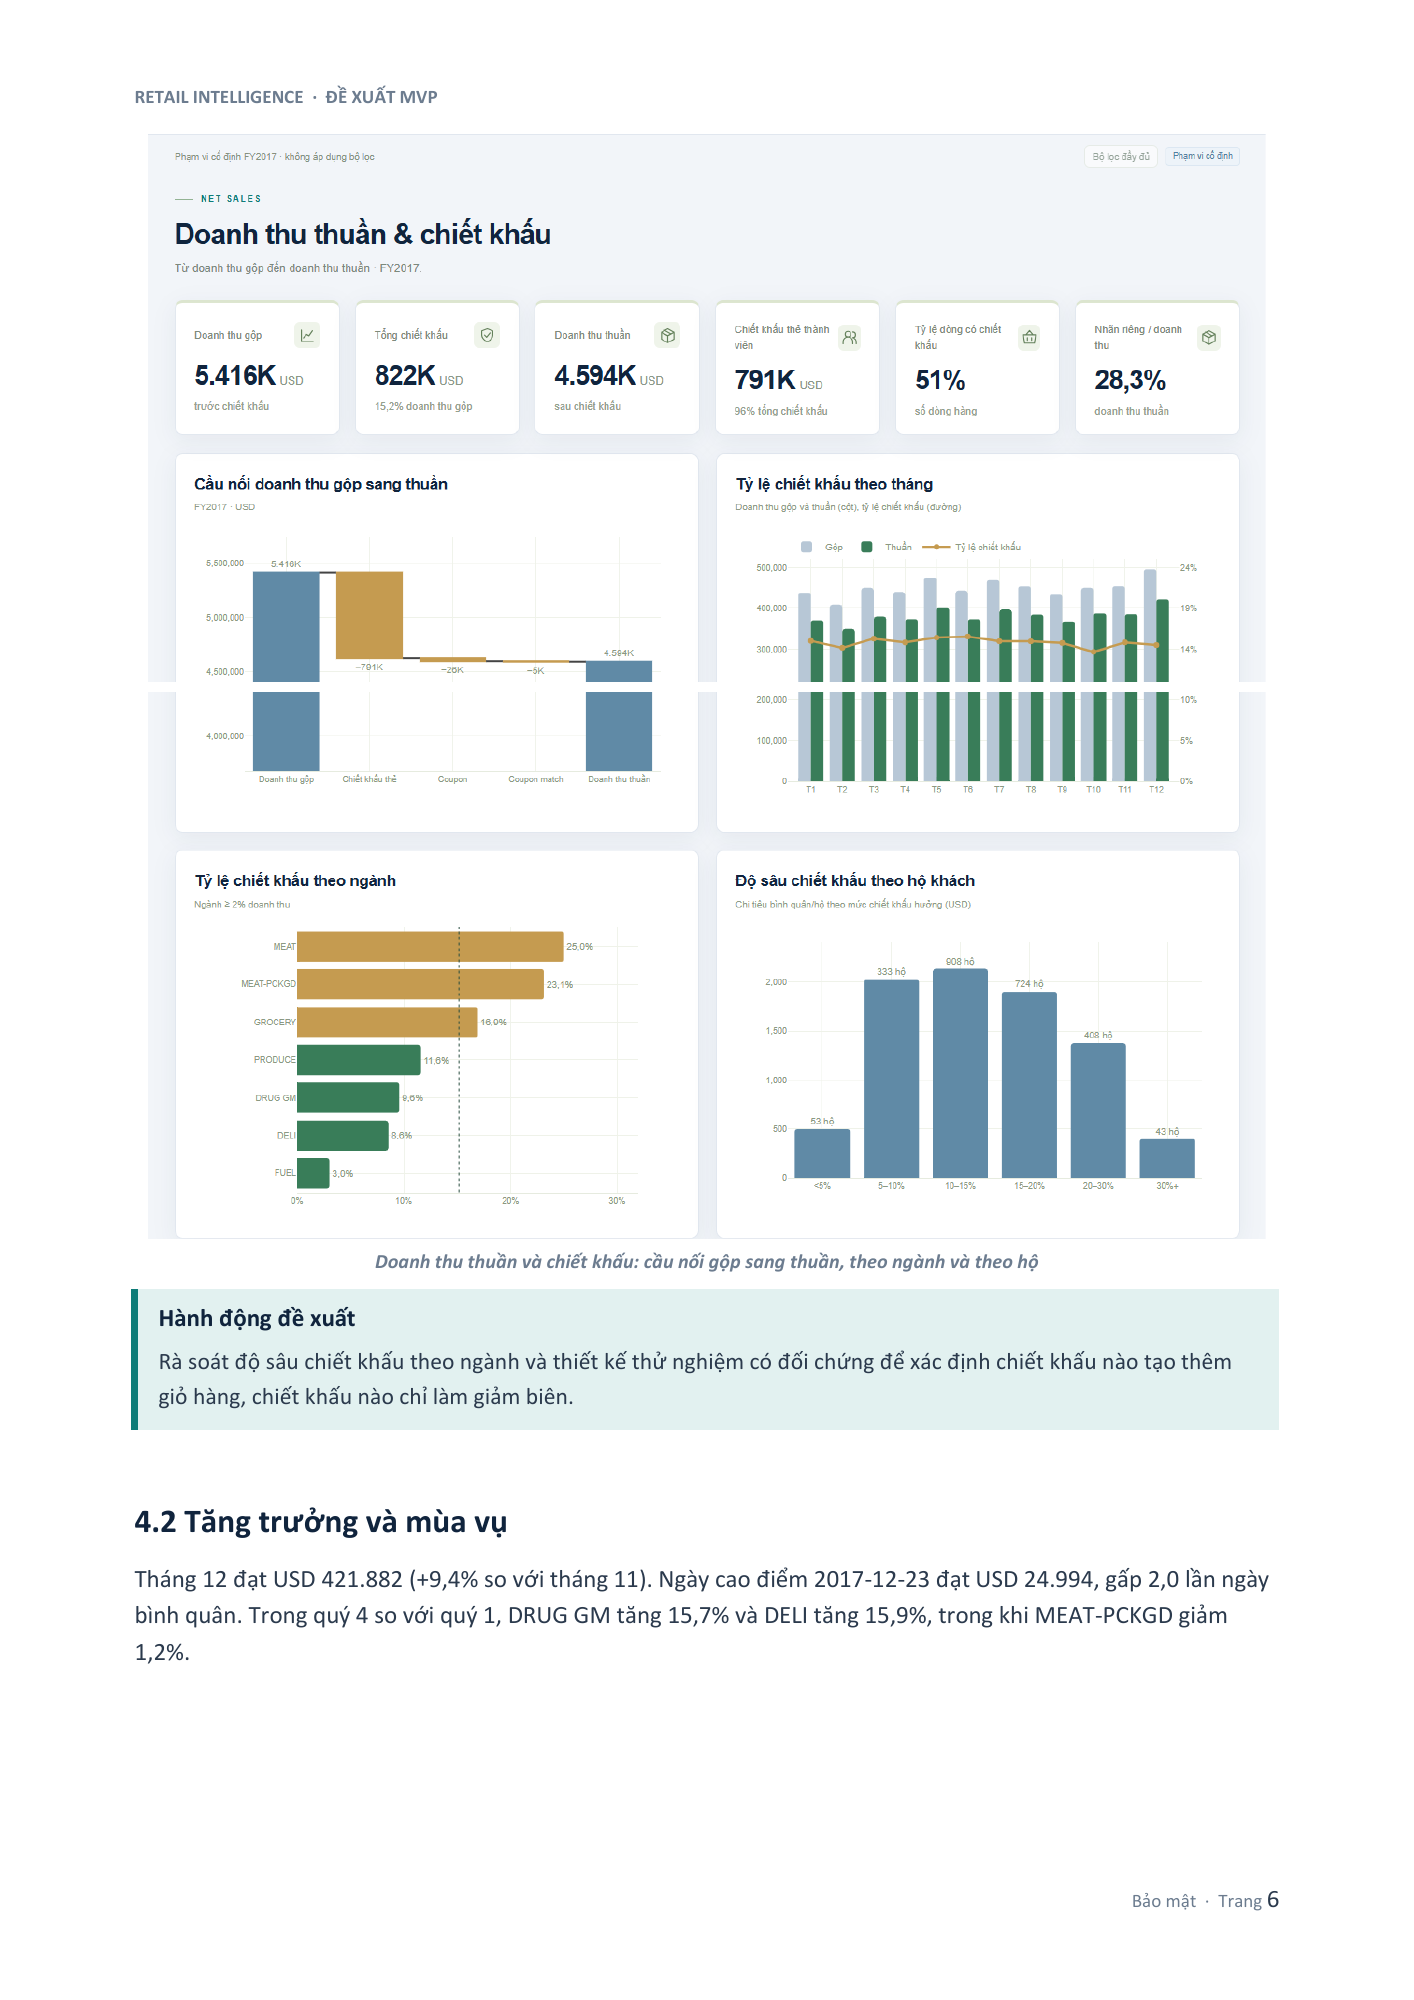 RETAIL INTELLIGENCE · ĐỀ XUẤT MVP
Phạm vi cố định FY2017 · không áp dụng bộ lọc
Bộ lọc đầy đủ
Phạm vi cố định
NET SALES
Doanh thu thuần & chiết khấu
Từ doanh thu gộp đến doanh thu thuần · FY2017.
Doanh thu gộp
5.416K USD
trước chiết khấu
Tổng chiết khấu
822K USD
15,2% doanh thu gộp
Doanh thu thuần
4.594K USD
sau chiết khấu
Chiết khấu thẻ thành
viên
791K USD
96% tổng chiết khấu
Tỷ lệ dòng có chiết
khấu
51%
số dòng hàng
Nhãn riêng / doanh
thu
28,3%
doanh thu thuần
Cầu nối doanh thu gộp sang thuần
FY2017 · USD
5,500,000
5,000,000
4,500,000
4,000,000
5.416K
−791K
−26K
−5K
4.594K
Doanh thu gộp
Chiết khấu thẻ
Coupon
Coupon match
Doanh thu thuần
Tỷ lệ chiết khấu theo tháng
Doanh thu gộp và thuần (cột), tỷ lệ chiết khấu (đường)
Gộp
Thuần
Tỷ lệ chiết khấu
500,000
400,000
300,000
200,000
100,000
0
24%
19%
14%
10%
5%
0%
T1 T2 T3 T4 T5 T6 T7 T8 T9 T10 T11 T12
Tỷ lệ chiết khấu theo ngành
Ngành ≥ 2% doanh thu
MEAT 25,0%
MEAT-PCKGD 23,1%
GROCERY 16,9%
PRODUCE 11,6%
DRUG GM 9,6%
DELI 8,6%
FUEL 3,0%
0% 10% 20% 30%
Độ sâu chiết khấu theo hộ khách
Chi tiêu bình quân/hộ theo mức chiết khấu hưởng (USD)
2,000
1,500
1,000
500
0
53 hộ
333 hộ
908 hộ
724 hộ
408 hộ
43 hộ
<5% 5–10% 10–15% 15–20% 20–30% 30%+
Doanh thu thuần và chiết khấu: cầu nối gộp sang thuần, theo ngành và theo hộ
Hành động đề xuất
Rà soát độ sâu chiết khấu theo ngành và thiết kế thử nghiệm có đối chứng để xác định chiết khấu nào tạo thêm
giỏ hàng, chiết khấu nào chỉ làm giảm biên.
4.2 Tăng trưởng và mùa vụ
Tháng 12 đạt USD 421.882 (+9,4% so với tháng 11). Ngày cao điểm 2017-12-23 đạt USD 24.994, gấp 2,0 lần ngày
bình quân. Trong quý 4 so với quý 1, DRUG GM tăng 15,7% và DELI tăng 15,9%, trong khi MEAT-PCKGD giảm
1,2%.
Bảo mật · Trang 6